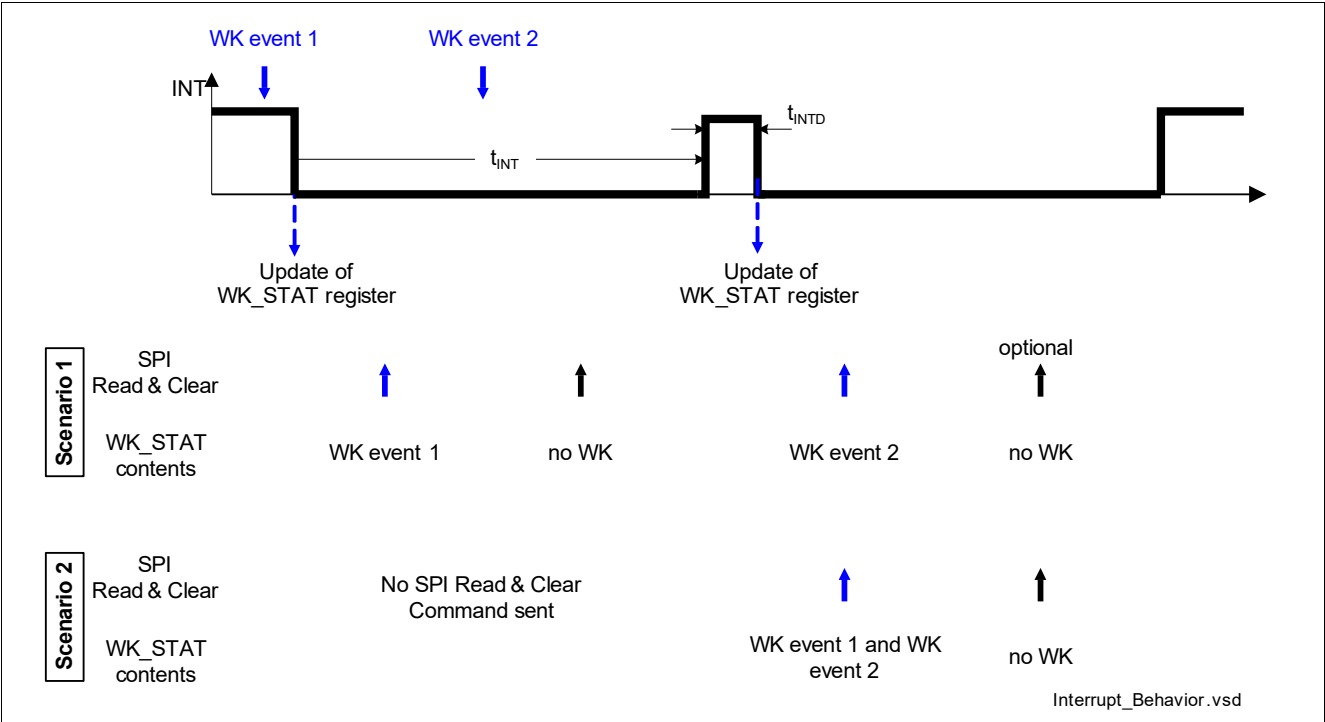 WK event 1
WK event 2
INT
tINTD
tINT
Update of
WK_STAT register
Update of
WK_STAT register
optional
Scenario 1
SPI
Read & Clear
WK_STAT
contents
WK event 1
no WK
WK event 2
no WK
Scenario 2
SPI
Read & Clear
No SPI Read & Clear
Command sent
WK_STAT
contents
WK event 1 and WK
event 2
no WK
Interrupt_Behavior.vsd